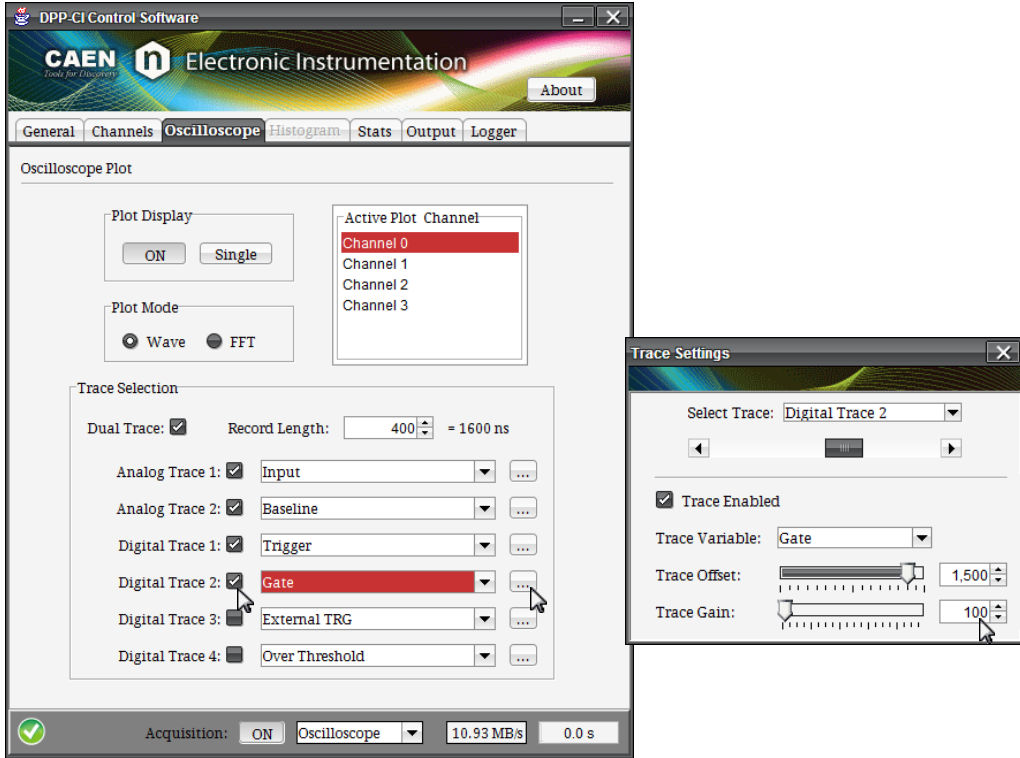 DPP-CI Control Software
CAEN n Electronic Instrumentation
Tools for Discovery
About
General Channels Oscilloscope Histogram Stats Output Logger
Oscilloscope Plot
Plot Display
ON Single
Active Plot Channel
Channel 0
Channel 1
Channel 2
Channel 3
Plot Mode
Wave FFT
Trace Selection
Dual Trace: Record Length: 400 = 1600 ns
Analog Trace 1: Input ...
Analog Trace 2: Baseline ...
Digital Trace 1: Trigger ...
Digital Trace 2: Gate ...
Digital Trace 3: External TRG ...
Digital Trace 4: Over Threshold ...
Acquisition: ON Oscilloscope 10.93 MB/s 0.0 s
Trace Settings
Select Trace: Digital Trace 2
Trace Enabled
Trace Variable: Gate
Trace Offset: 1,500
Trace Gain: 100